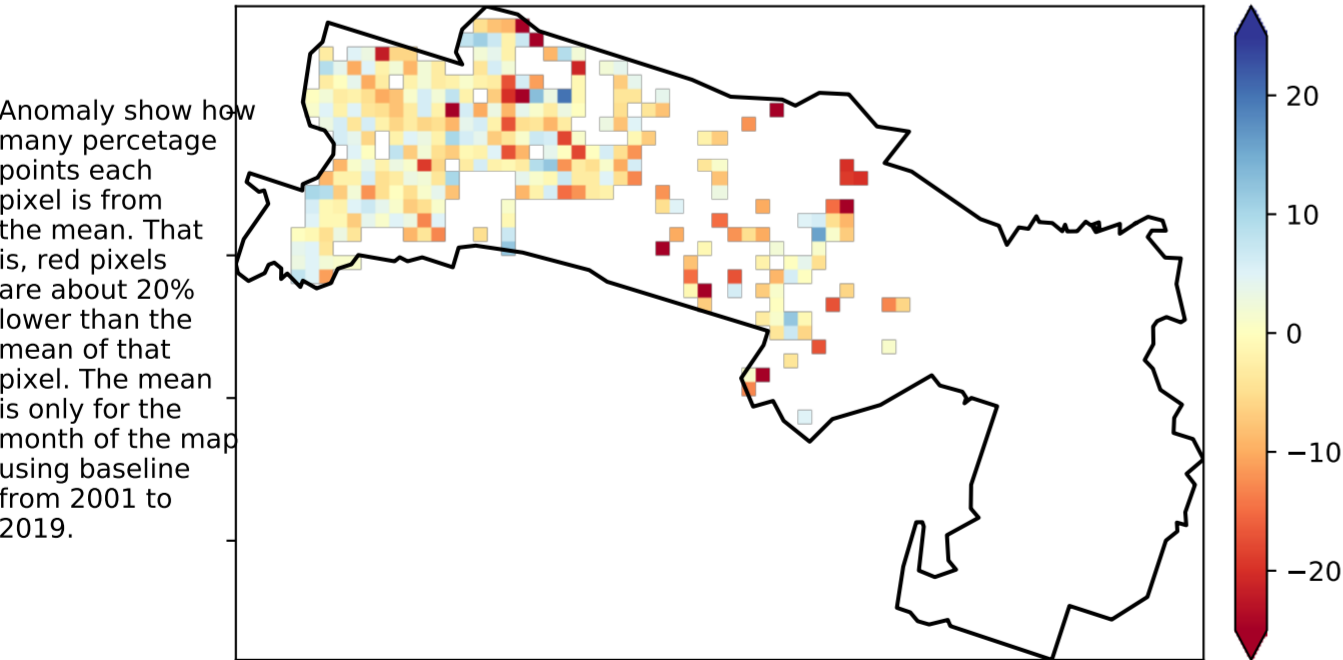 Anomaly show how
many percetage
points each
pixel is from
the mean. That
is, red pixels
are about 20%
lower than the
mean of that
pixel. The mean
is only for the
month of the map
using baseline
from 2001 to
2019.
20
10
0
−10
−20